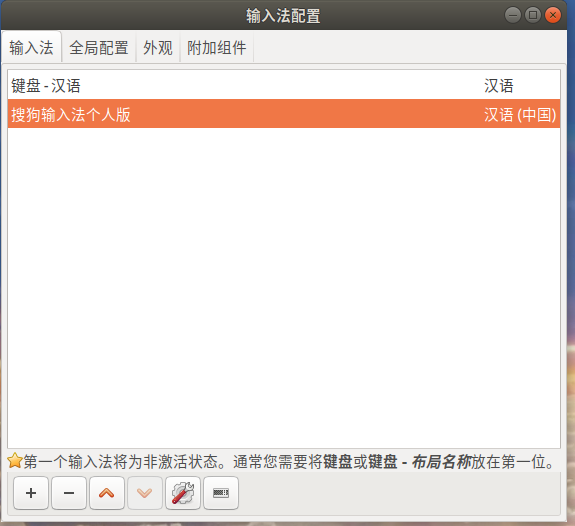 输入法配置
输入法 全局配置 外观 附加组件
键盘 - 汉语 汉语
搜狗输入法个人版 汉语 (中国)
第一个输入法将为非激活状态。通常您需要将键盘或键盘 - 布局名称放在第一位。